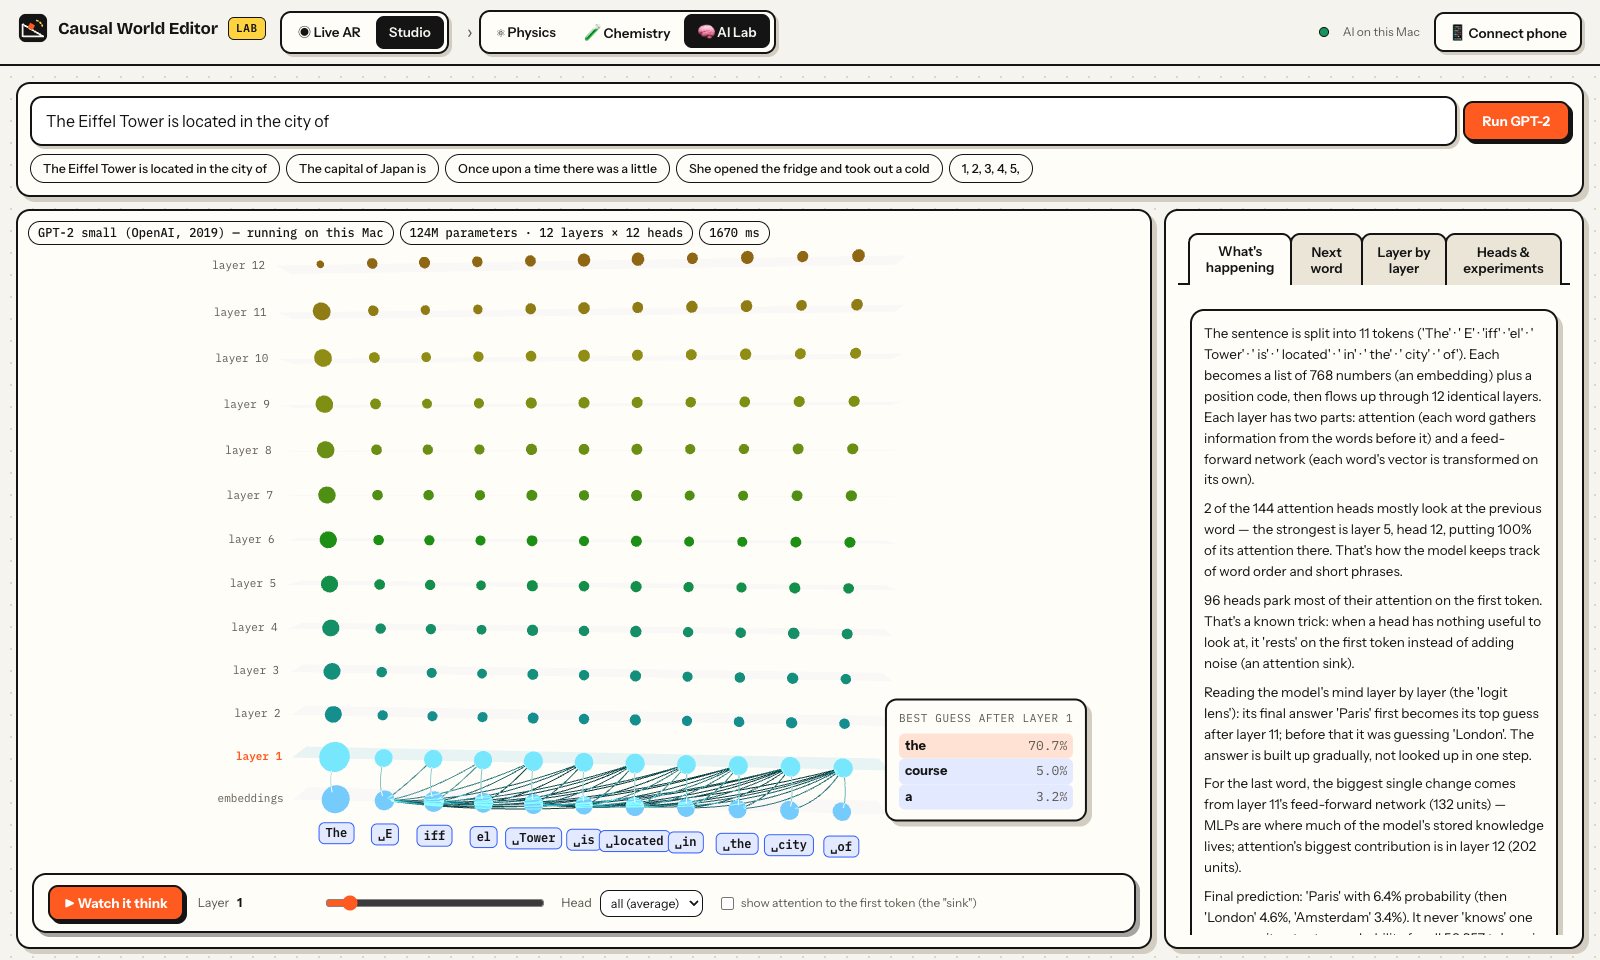 Causal World Editor LAB Live AR Studio › Physics Chemistry AI Lab AI on this Mac Connect phone
The Eiffel Tower is located in the city of Run GPT-2
The Eiffel Tower is located in the city of The capital of Japan is Once upon a time there was a little She opened the fridge and took out a cold 1, 2, 3, 4, 5,
GPT-2 small (OpenAI, 2019) — running on this Mac 124M parameters · 12 layers × 12 heads 1670 ms
layer 12
layer 11
layer 10
layer 9
layer 8
layer 7
layer 6
layer 5
layer 4
layer 3
layer 2
layer 1
embeddings
The ␣E iff el ␣Tower ␣is ␣located ␣in ␣the ␣city ␣of
BEST GUESS AFTER LAYER 1
the 70.7%
course 5.0%
a 3.2%
Watch it think Layer 1 Head all (average) show attention to the first token (the "sink")
What's happening
Next word
Layer by layer
Heads & experiments
The sentence is split into 11 tokens ('The' · ' E' · 'iff' · 'el' · '
Tower' · ' is' · ' located' · ' in' · ' the' · ' city' · ' of'). Each
becomes a list of 768 numbers (an embedding) plus a
position code, then flows up through 12 identical layers.
Each layer has two parts: attention (each word gathers
information from the words before it) and a feed-
forward network (each word's vector is transformed on
its own).
2 of the 144 attention heads mostly look at the previous
word — the strongest is layer 5, head 12, putting 100%
of its attention there. That's how the model keeps track
of word order and short phrases.
96 heads park most of their attention on the first token.
That's a known trick: when a head has nothing useful to
look at, it 'rests' on the first token instead of adding
noise (an attention sink).
Reading the model's mind layer by layer (the 'logit
lens'): its final answer 'Paris' first becomes its top guess
after layer 11; before that it was guessing 'London'. The
answer is built up gradually, not looked up in one step.
For the last word, the biggest single change comes
from layer 11's feed-forward network (132 units) —
MLPs are where much of the model's stored knowledge
lives; attention's biggest contribution is in layer 12 (202
units).
Final prediction: 'Paris' with 6.4% probability (then
'London' 4.6%, 'Amsterdam' 3.4%). It never 'knows' one